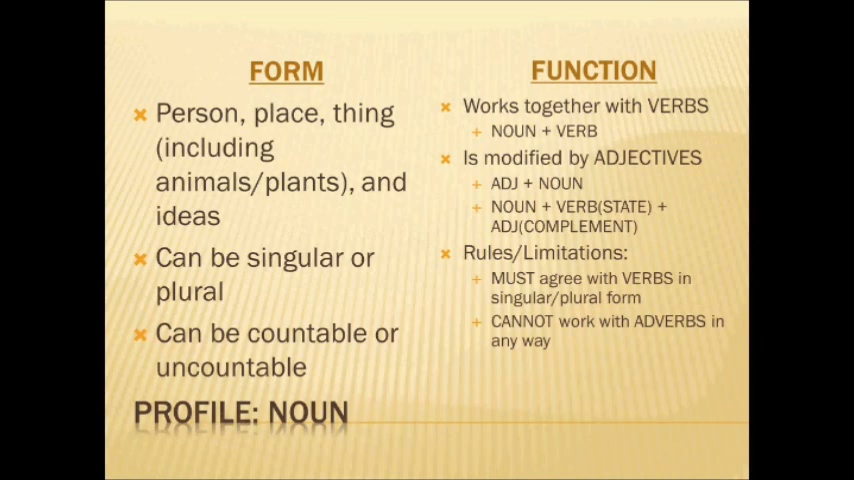 FORM
Person, place, thing
(including
animals/plants), and
ideas
Can be singular or
plural
Can be countable or
uncountable
FUNCTION
Works together with VERBS
NOUN + VERB
Is modified by ADJECTIVES
ADJ + NOUN
NOUN + VERB(STATE) +
ADJ(COMPLEMENT)
Rules/Limitations:
MUST agree with VERBS in
singular/plural form
CANNOT work with ADVERBS in
any way
PROFILE: NOUN